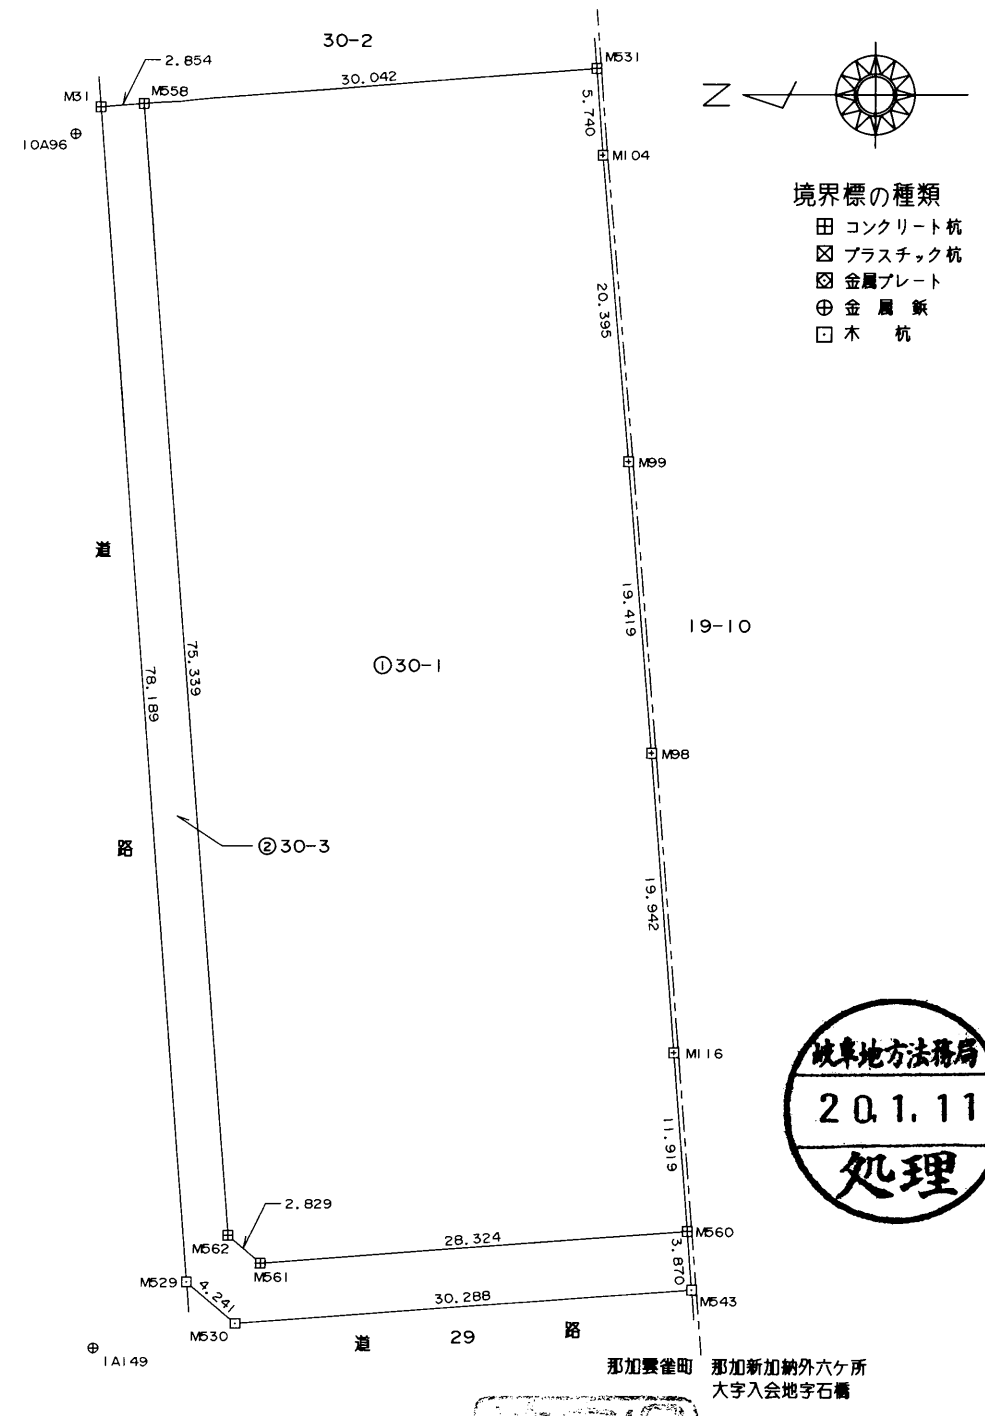 30-2
2.854
M31
M558
30.042
M531
10A96
5.740
M104
Z
境界標の種類
コンクリート杭
プラスチック杭
金属プレート
金属鋲
木杭
20.395
M99
道
19.419
19-10
①30-1
78.189
75.339
M98
路
②30-3
19.942
M116
岐阜地方法務局
20.1.11
処理
11.919
2.829
M562
M561
28.324
M560
3.870
M529
4.241
M530
30.288
M543
道 29 路
1A149
那加雲雀町 那加新加納外六ケ所
大字入会地字石橋